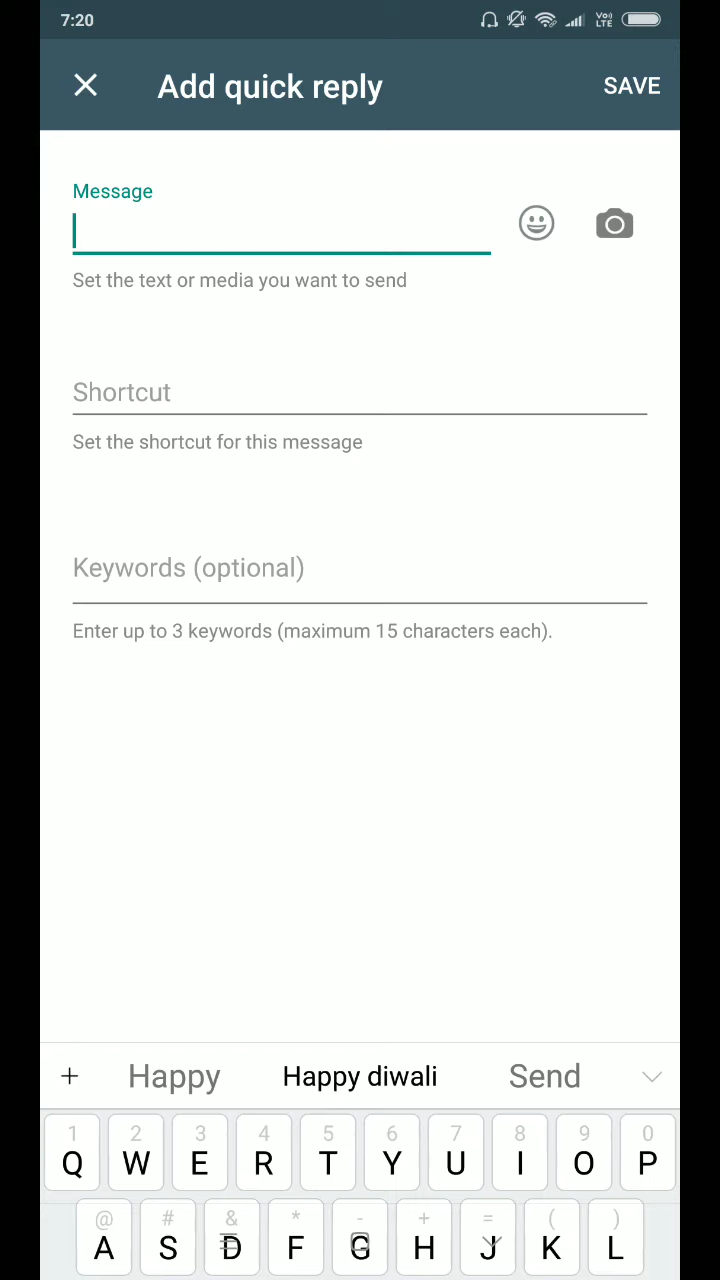 7:20 Vo) LTE
Add quick reply SAVE
Message
Set the text or media you want to send
Shortcut
Set the shortcut for this message
Keywords (optional)
Enter up to 3 keywords (maximum 15 characters each).
+ Happy Happy diwali Send
1 2 3 4 5 6 7 8 9 0
Q W E R T Y U I O P
@ # & * - + = ( )
A S D F G H J K L